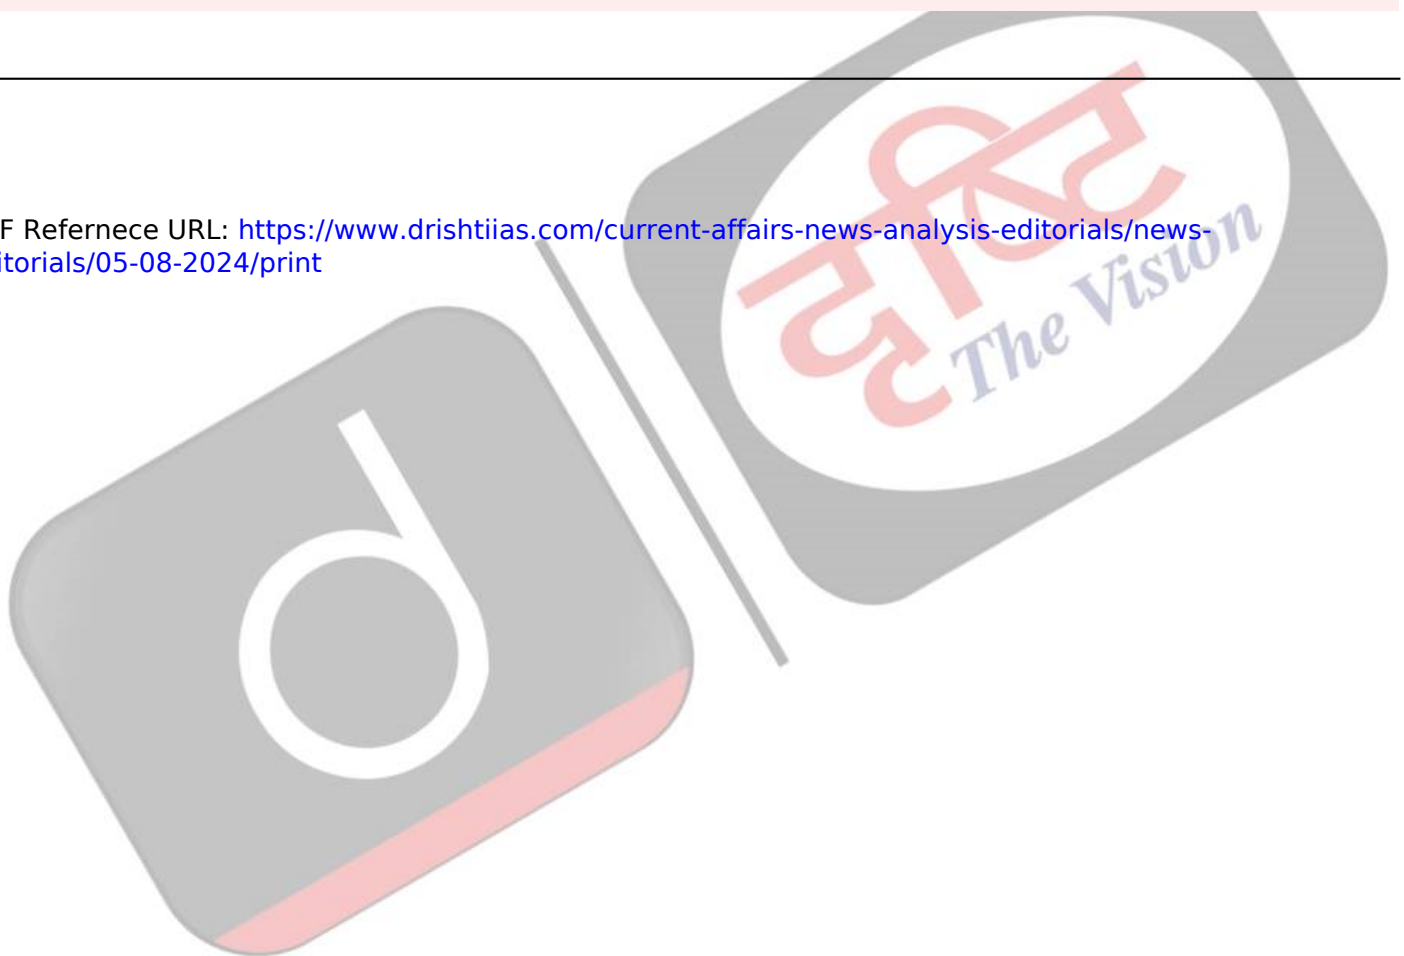 F Refernece URL: https://www.drishtiias.com/current-affairs-news-analysis-editorials/news-
itorials/05-08-2024/print
दृष्टि
The Vision
d